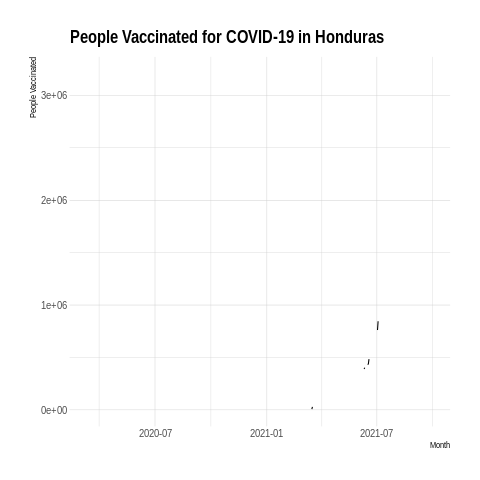 People Vaccinated for COVID-19 in Honduras
People Vaccinated
3e+06
2e+06
1e+06
0e+00
2020-07
2021-01
2021-07
Month